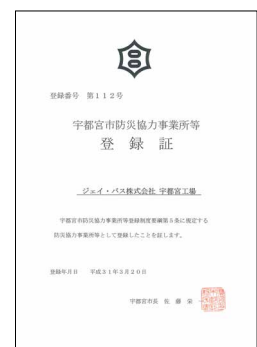 登録番号　第１１２号
宇都宮市防災協力事業所等
登　録　証
ジェイ・バス株式会社 宇都宮工場
宇都宮市防災協力事業所等登録制度要綱第５条に規定する
防災協力事業所等として登録したことを証します。
登録年月日　平成３１年３月２０日
宇都宮市長　佐　藤　栄　一